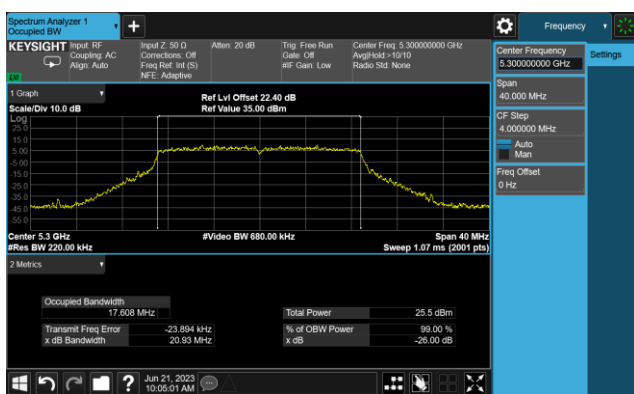 Spectrum Analyzer 1
Occupied BW
Frequency
KEYSIGHT
Input: RF
Coupling: AC
Align: Auto
Input Z: 50 Ω
Corrections: Off
Freq Ref: Int (S)
NFE: Adaptive
Atten: 20 dB
Trig: Free Run
Gate: Off
#IF Gain: Low
Center Freq: 5.300000000 GHz
Avg|Hold:>10/10
Radio Std: None
Center Frequency
5.300000000 GHz
Settings
Span
40.000 MHz
CF Step
4.000000 MHz
Auto
Man
Freq Offset
0 Hz
1 Graph
Scale/Div 10.0 dB
Ref Lvl Offset 22.40 dB
Ref Value 35.00 dBm
Log
25.0
15.0
5.00
-5.00
-15.0
-25.0
-35.0
-45.0
-55.0
Center 5.3 GHz
#Video BW 680.00 kHz
Span 40 MHz
#Res BW 220.00 kHz
Sweep 1.07 ms (2001 pts)
2 Metrics
Occupied Bandwidth
17.608 MHz
Total Power 25.5 dBm
Transmit Freq Error -23.894 kHz
% of OBW Power 99.00 %
x dB Bandwidth 20.93 MHz
x dB -26.00 dB
Jun 21, 2023
10:05:01 AM